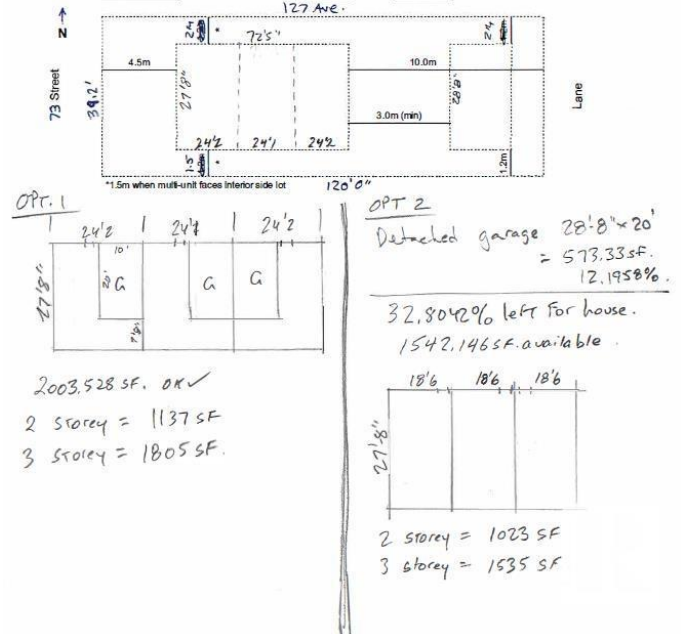 127 Ave.
N
2.4
72'5"
2.4
4.5m
10.0m
73 Street
39.2'
27'8"
28'8"
Lane
3.0m (min)
24'2 24'1 24'2
1.5
1.2m
*1.5m when multi-unit faces interior side lot
120'0"
OPT. 1
24'2 24'1 24'2
10'
27'8"
20'
G G G
7'8"
2003.528 SF. OK ✓
2 Storey = 1137 SF
3 Storey = 1805 SF.
OPT 2
Detached garage 28'-8" x 20'
= 573.33 sf.
12.1958%.
32.8042% left for house.
1542.146 SF. available.
18'6 18'6 18'6
27'-8"
2 storey = 1023 SF
3 storey = 1535 SF